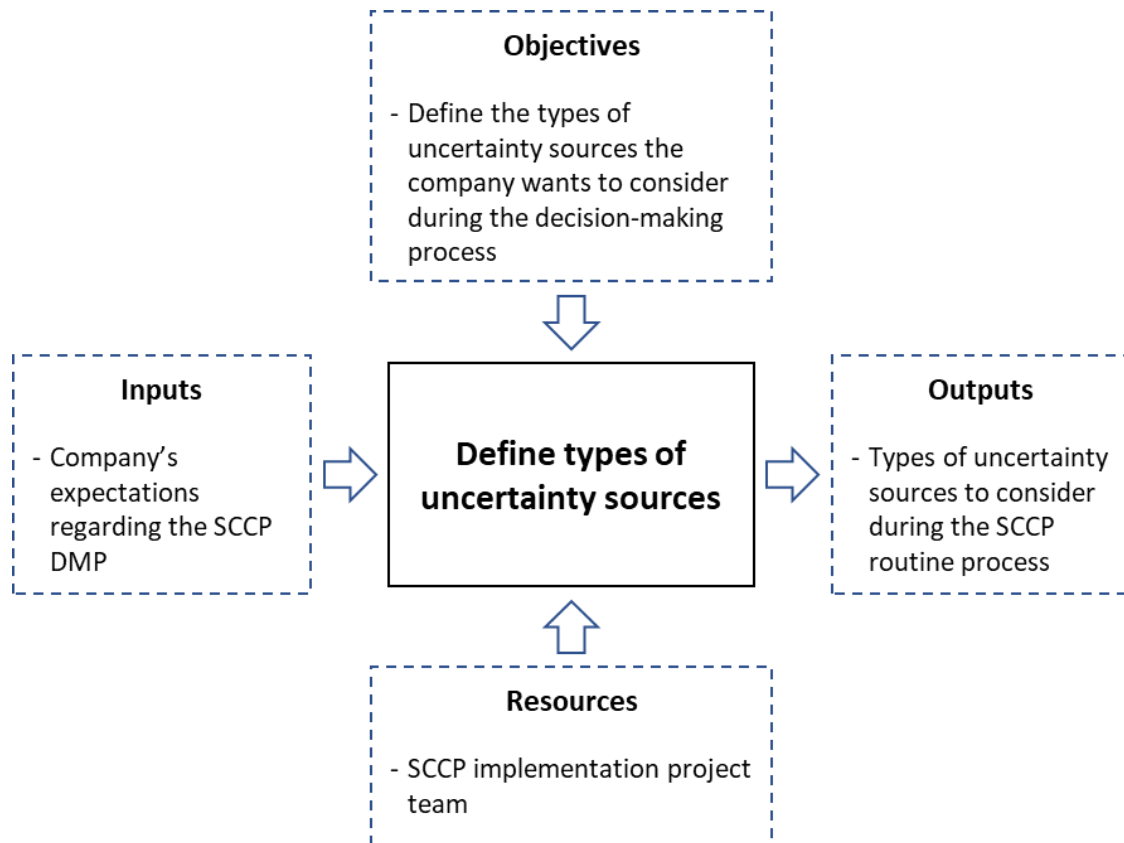 Objectives
- Define the types of
uncertainty sources the
company wants to consider
during the decision-making
process
Inputs
- Company’s
expectations
regarding the SCCP
DMP
Define types of
uncertainty sources
Outputs
- Types of uncertainty
sources to consider
during the SCCP
routine process
Resources
- SCCP implementation project
team